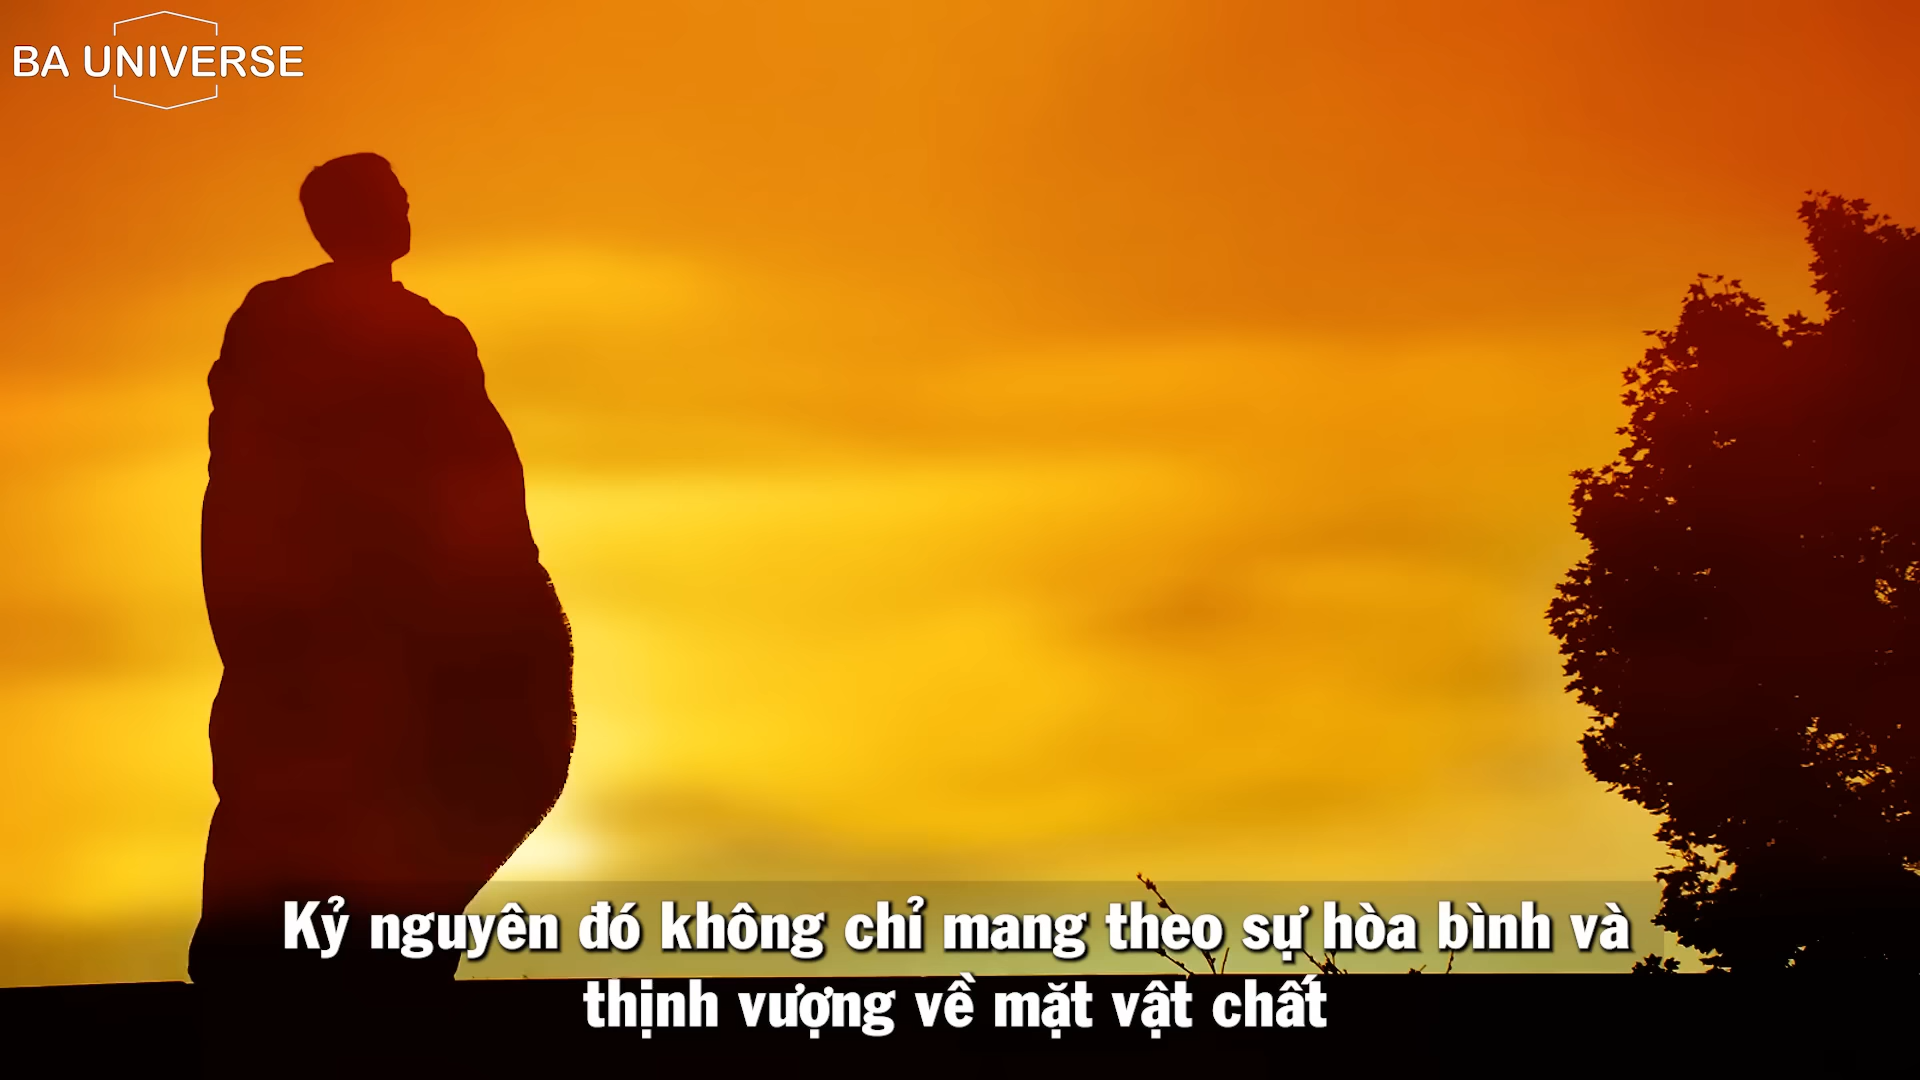 BA UNIVERSE
Kỷ nguyên đó không chỉ mang theo sự hòa bình và
thịnh vượng về mặt vật chất